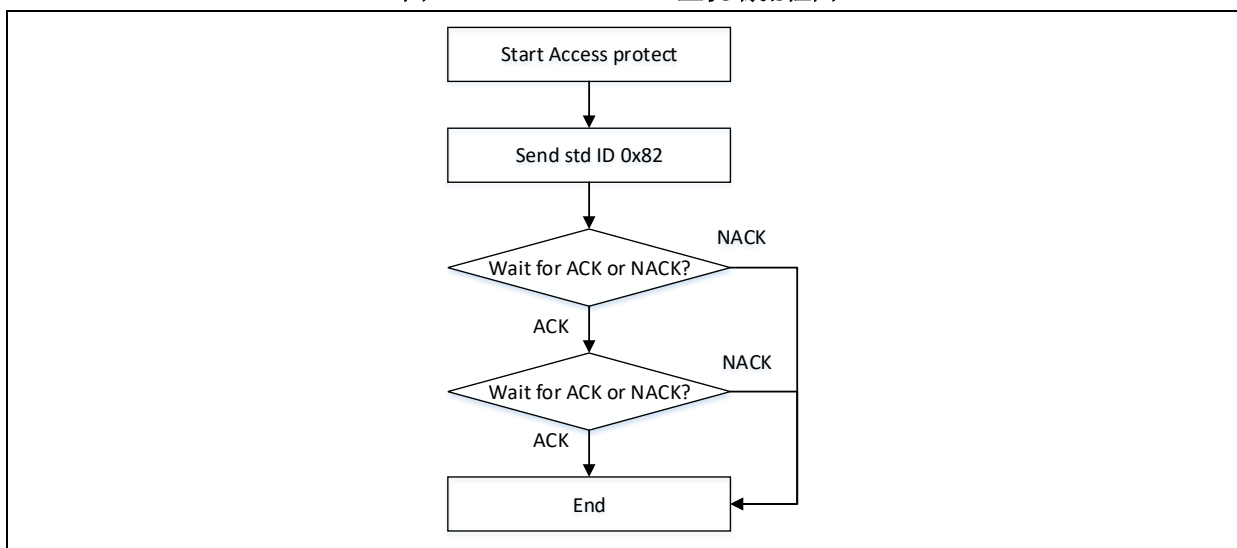 Start Access protect
Send std ID 0x82
NACK
Wait for ACK or NACK?
ACK
NACK
Wait for ACK or NACK?
ACK
End